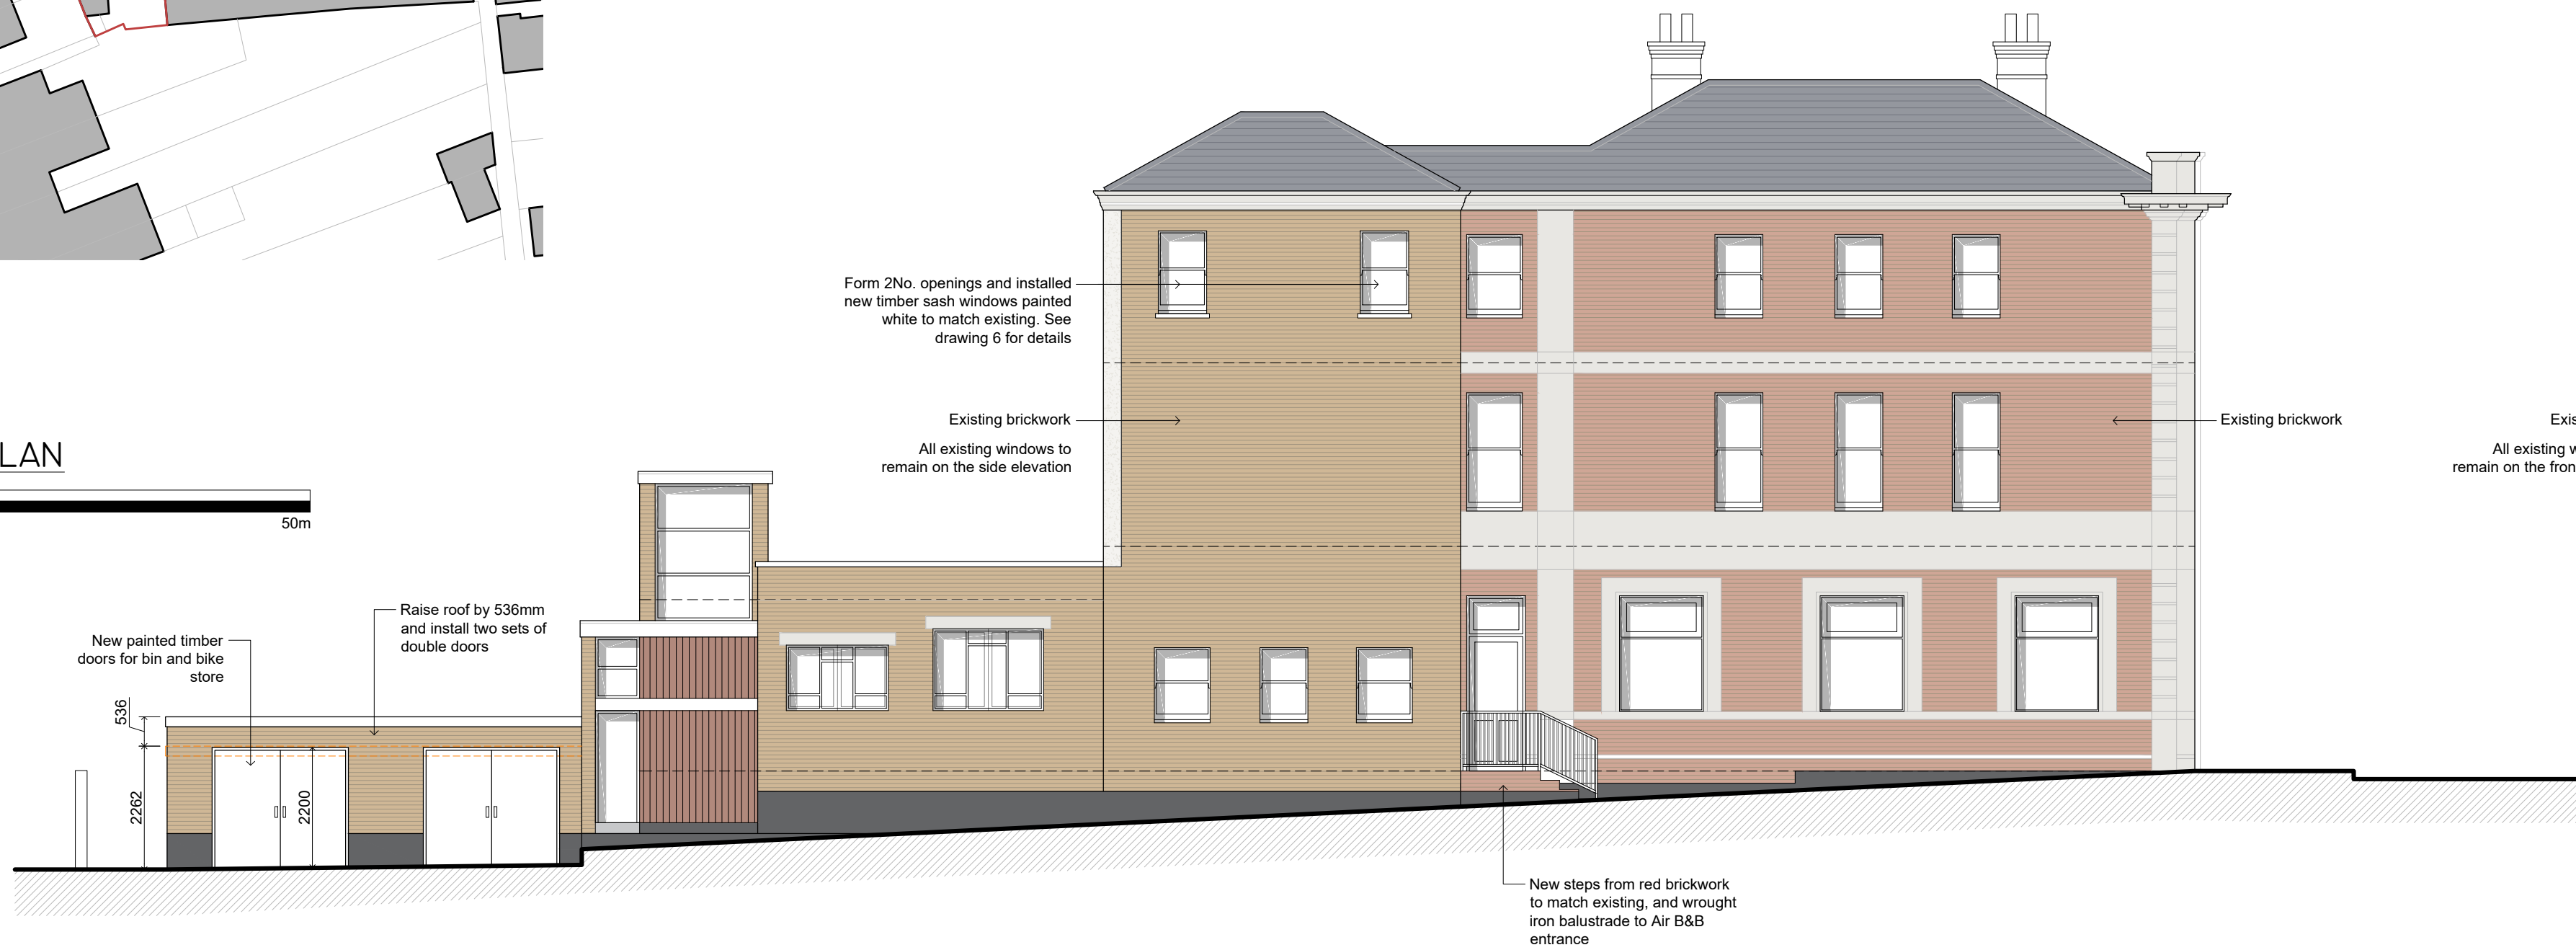 Form 2No. openings and installed
new timber sash windows painted
white to match existing. See
drawing 6 for details
Existing brickwork
All existing windows to
remain on the side elevation
Existing brickwork
Exis
All existing w
remain on the fron
LAN
50m
Raise roof by 536mm
and install two sets of
double doors
New painted timber
doors for bin and bike
store
536
2262
2200
New steps from red brickwork
to match existing, and wrought
iron balustrade to Air B&B
entrance